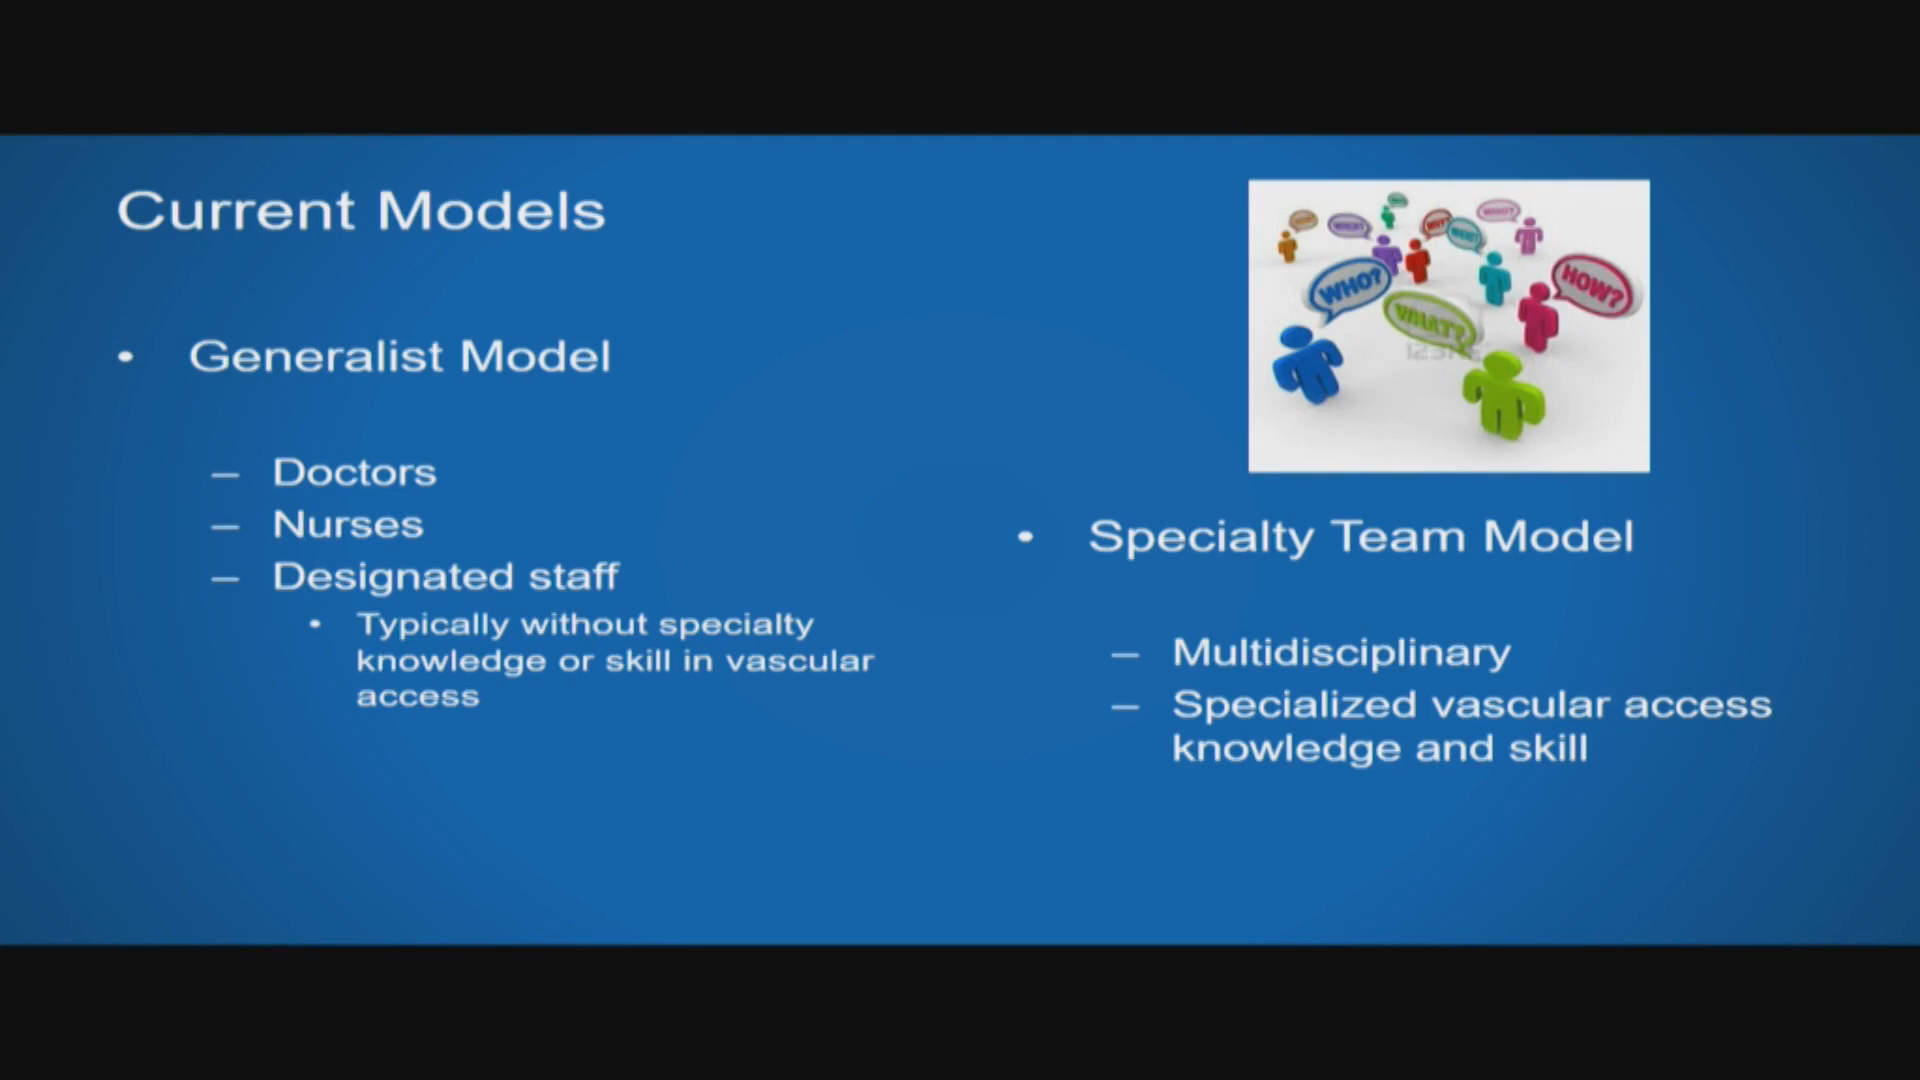 Current Models
• Generalist Model
– Doctors
– Nurses
– Designated staff
• Typically without specialty
knowledge or skill in vascular
access
WHO?
WHAT?
HOW?
• Specialty Team Model
– Multidisciplinary
– Specialized vascular access
knowledge and skill